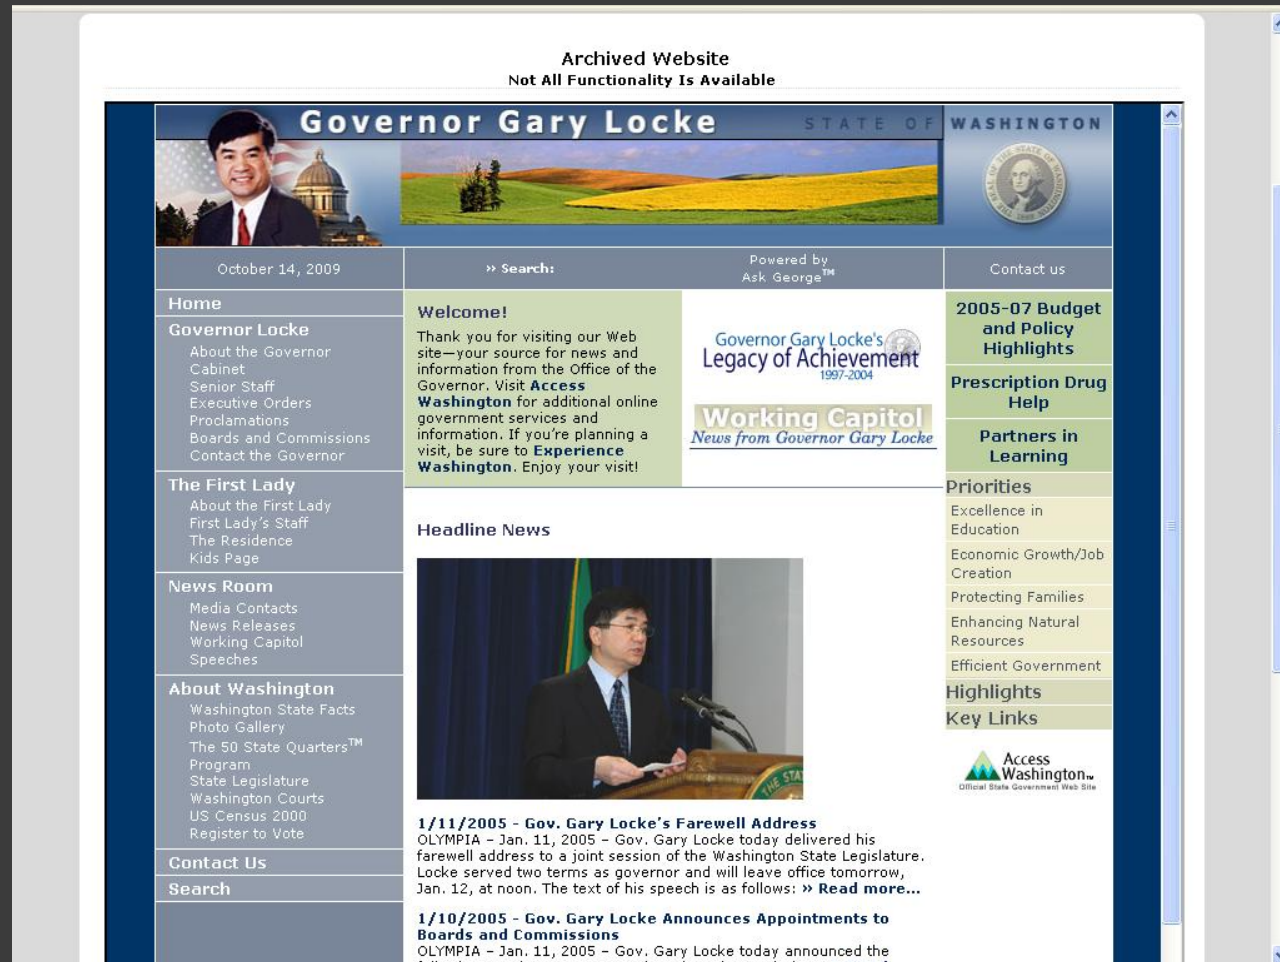 Archived Website
Not All Functionality Is Available
Governor Gary Locke
STATE OF WASHINGTON
October 14, 2009
» Search:
Powered by
Ask George™
Contact us
Home
Governor Locke
About the Governor
Cabinet
Senior Staff
Executive Orders
Proclamations
Boards and Commissions
Contact the Governor
The First Lady
About the First Lady
First Lady's Staff
The Residence
Kids Page
News Room
Media Contacts
News Releases
Working Capitol
Speeches
About Washington
Washington State Facts
Photo Gallery
The 50 State Quarters™
Program
State Legislature
Washington Courts
US Census 2000
Register to Vote
Contact Us
Search
Welcome!
Thank you for visiting our Web
site—your source for news and
information from the Office of the
Governor. Visit Access
Washington for additional online
government services and
information. If you're planning a
visit, be sure to Experience
Washington. Enjoy your visit!
Governor Gary Locke's
Legacy of Achievement
1997-2004
Working Capitol
News from Governor Gary Locke
Headline News
THE STA
1/11/2005 - Gov. Gary Locke's Farewell Address
OLYMPIA – Jan. 11, 2005 – Gov. Gary Locke today delivered his
farewell address to a joint session of the Washington State Legislature.
Locke served two terms as governor and will leave office tomorrow,
Jan. 12, at noon. The text of his speech is as follows: » Read more...
1/10/2005 - Gov. Gary Locke Announces Appointments to
Boards and Commissions
OLYMPIA – Jan. 11, 2005 – Gov. Gary Locke today announced the
2005-07 Budget
and Policy
Highlights
Prescription Drug
Help
Partners in
Learning
Priorities
Excellence in
Education
Economic Growth/Job
Creation
Protecting Families
Enhancing Natural
Resources
Efficient Government
Highlights
Key Links
Access
Washington™
Official State Government Web Site